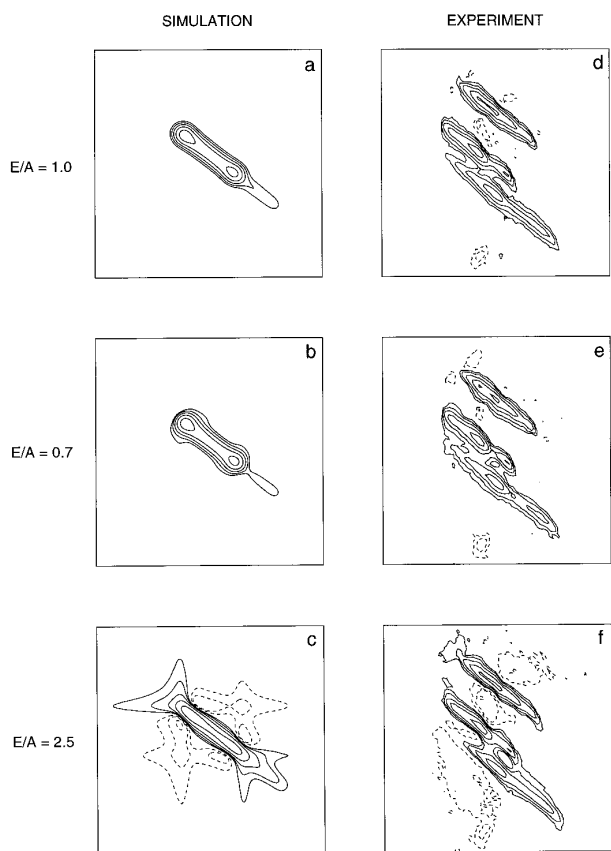 SIMULATION
EXPERIMENT
a
d
E/A = 1.0
b
e
E/A = 0.7
c
f
E/A = 2.5